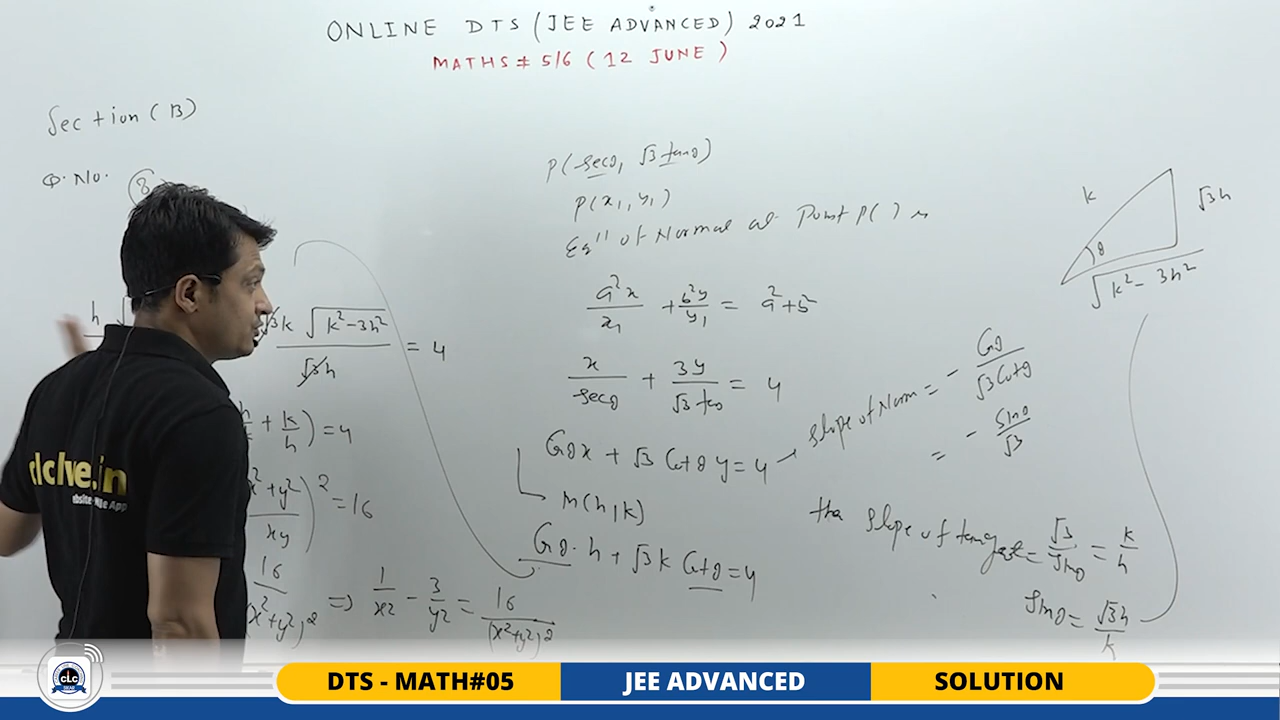 ONLINE DTS (JEE ADVANCED) 2021
MATHS # 5/6 (12 JUNE)
Section (B)
Q. No. (8)
P(secθ, √3 tanθ)
P(x₁, y₁)
Eqⁿ of Normal at Point P( ) is
a²x/x₁ + b²y/y₁ = a²+b²
x/secθ + 3y/√3 tanθ = 4
Cosθ x + √3 Cotθ y = 4
M(h, k)
Cosθ·h + √3 k Cotθ = 4
slope of Norm = - Cosθ/√3 Cotθ
= - Sinθ/√3
the slope of tangent = √3/Sinθ = k/h
Sinθ = √3h/k
k
θ
√3h
√k²-3h²
h
√3k √k²-3h² / √3h = 4
+ k/h) = 4
x²+y²/xy)² = 16
16/(x²+y²)² ⇒ 1/x² - 3/y² = 16/(x²+y²)²
clclive.in
CLC
SIKAR
DTS - MATH#05
JEE ADVANCED
SOLUTION